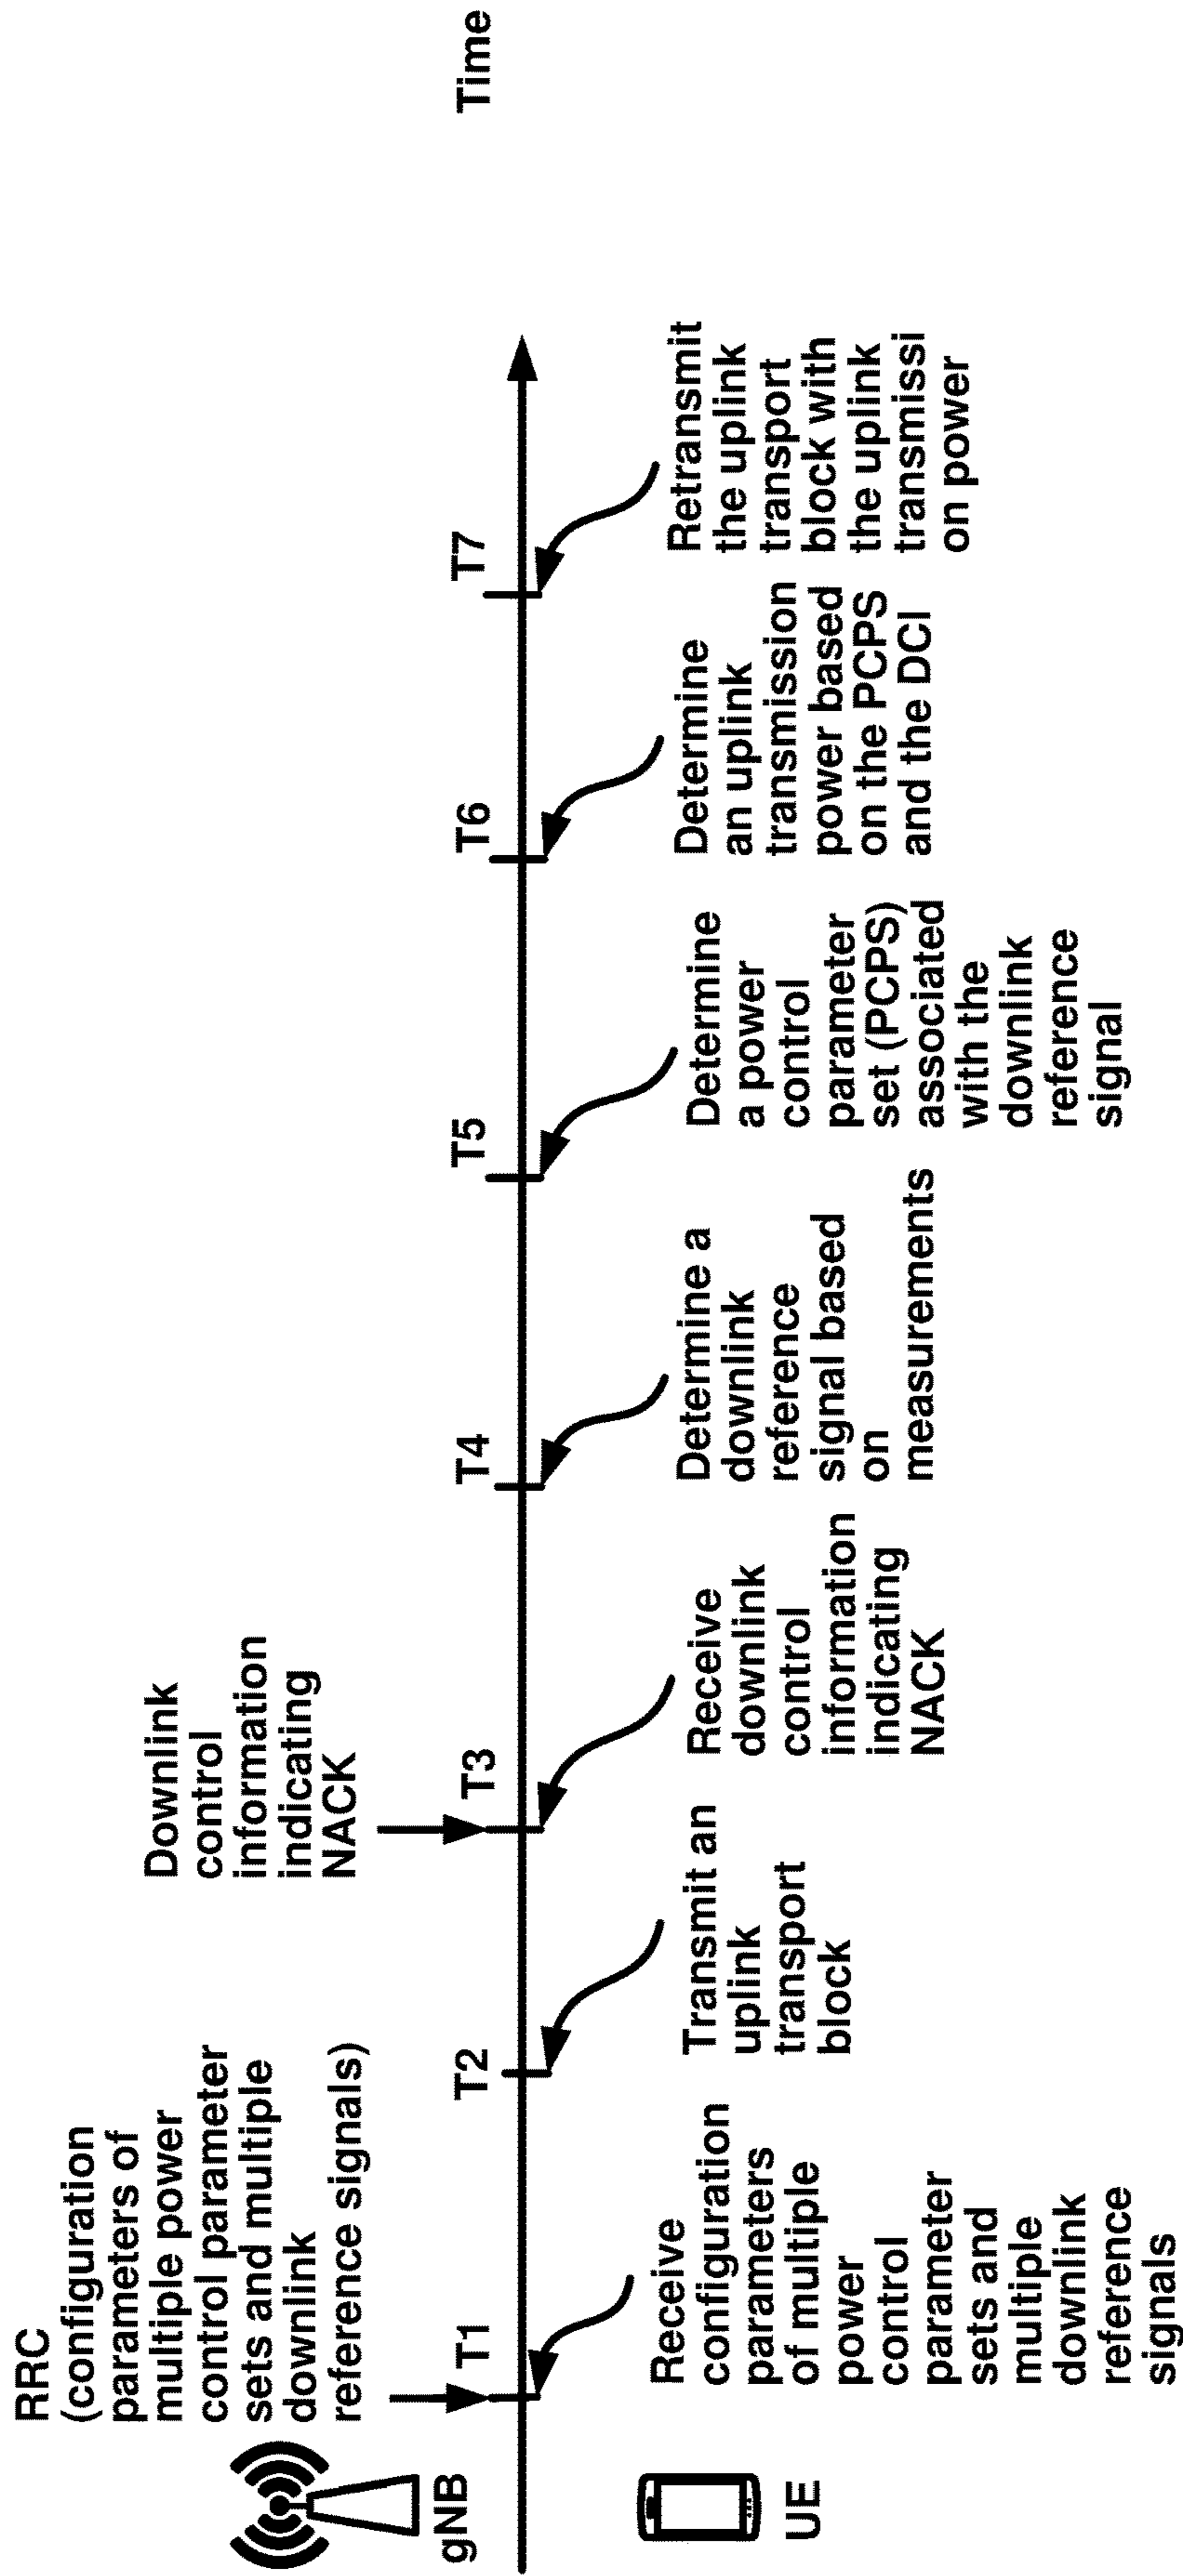 RRC
(configuration
parameters of
multiple power
control parameter
sets and multiple
downlink
reference signals)
Downlink
control
information
indicating
NACK
gNB
T1
T2
T3
T4
T5
T6
T7
Time
UE
Receive
configuration
parameters
of multiple
power
control
parameter
sets and
multiple
downlink
reference
signals
Transmit an
uplink
transport
block
Receive
downlink
control
information
indicating
NACK
Determine a
downlink
reference
signal based
on
measurements
Determine
a power
control
parameter
set (PCPS)
associated
with the
downlink
reference
signal
Determine
an uplink
transmission
power based
on the PCPS
and the DCI
Retransmit
the uplink
transport
block with
the uplink
transmissi
on power